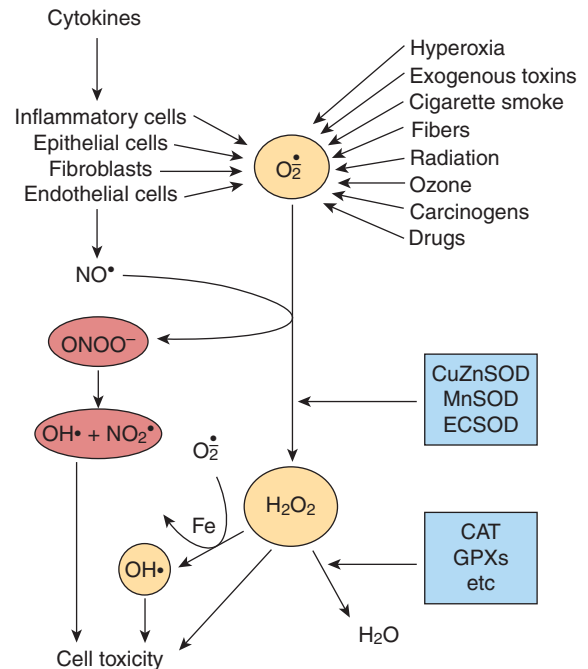 Cytokines
Inflammatory cells
Epithelial cells
Fibroblasts
Endothelial cells
O₂•̄
Hyperoxia
Exogenous toxins
Cigarette smoke
Fibers
Radiation
Ozone
Carcinogens
Drugs
NO•
ONOO⁻
OH• + NO₂•
CuZnSOD
MnSOD
ECSOD
O₂•̄
H₂O₂
Fe
OH•
CAT
GPXs
etc
H₂O
Cell toxicity